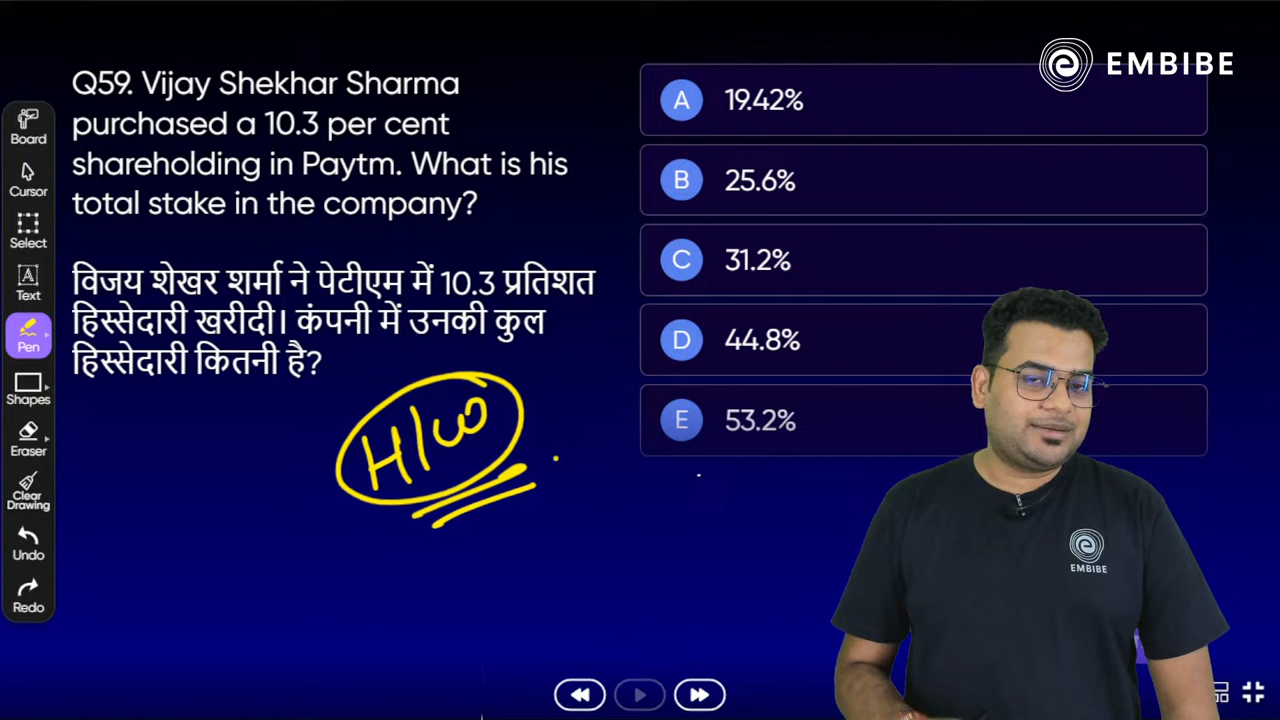 EMBIBE
Q59. Vijay Shekhar Sharma
purchased a 10.3 per cent
shareholding in Paytm. What is his
total stake in the company?
विजय शेखर शर्मा ने पेटीएम में 10.3 प्रतिशत
हिस्सेदारी खरीदी। कंपनी में उनकी कुल
हिस्सेदारी कितनी है?
H/W
A 19.42%
B 25.6%
C 31.2%
D 44.8%
E 53.2%
Board
Cursor
Select
A
Text
Pen
Shapes
Eraser
Clear
Drawing
Undo
Redo
EMBIBE